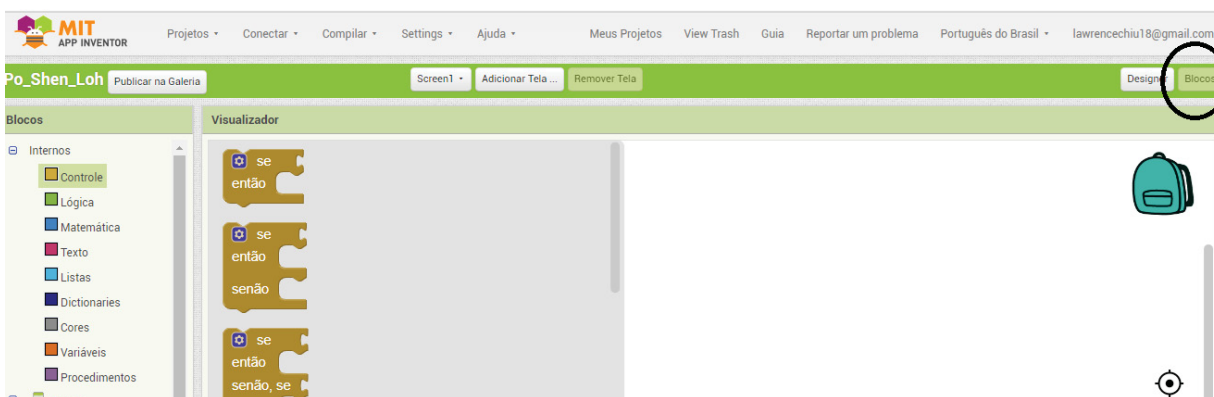 MIT
APP INVENTOR
Projetos Conectar Compilar Settings Ajuda Meus Projetos View Trash Guia Reportar um problema Português do Brasil lawrencechiu18@gmail.com
Po_Shen_Loh Publicar na Galeria Screen1 Adicionar Tela ... Remover Tela Designer Blocos
Blocos Visualizador
Internos
Controle
Lógica
Matemática
Texto
Listas
Dictionaries
Cores
Variáveis
Procedimentos
se
então
se
então
senão
se
então
senão, se